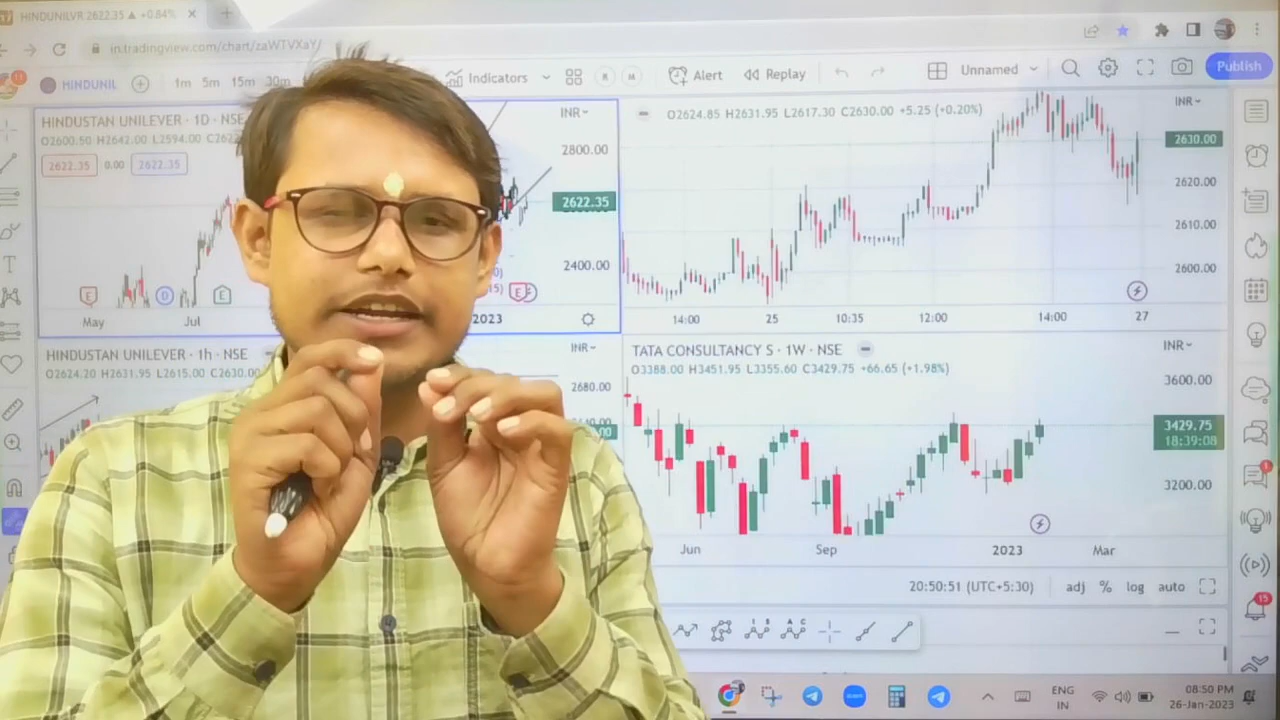 HINDUNILVR 2622.35 ▲ +0.84%
in.tradingview.com/chart/zaWTVXaY/
11
HINDUNIL
1m 5m 15m 30m
Indicators
Alert
Replay
Unnamed
Publish
HINDUSTAN UNILEVER · 1D · NSE
INR
O2600.50 H2642.00 L2594.00
2622.35 0.00 2622.35
2800.00
2622.35
2400.00
E D E E
May Jul 2023
O2624.85 H2631.95 L2617.30 C2630.00 +5.25 (+0.20%)
INR
2630.00
2620.00
2610.00
2600.00
14:00 25 10:35 12:00 14:00 27
HINDUSTAN UNILEVER · 1h · NSE
INR
O2624.20 H2631.95 L2615.00 C2630.00
2680.00
TATA CONSULTANCY S · 1W · NSE
INR
O3388.00 H3451.95 L3355.60 C3429.75 +66.65 (+1.98%)
3600.00
3429.75
18:39:08
3200.00
Jun Sep 2023 Mar
20:50:51 (UTC+5:30) adj % log auto
1
15
ENG
IN
08:50 PM
26-Jan-2023